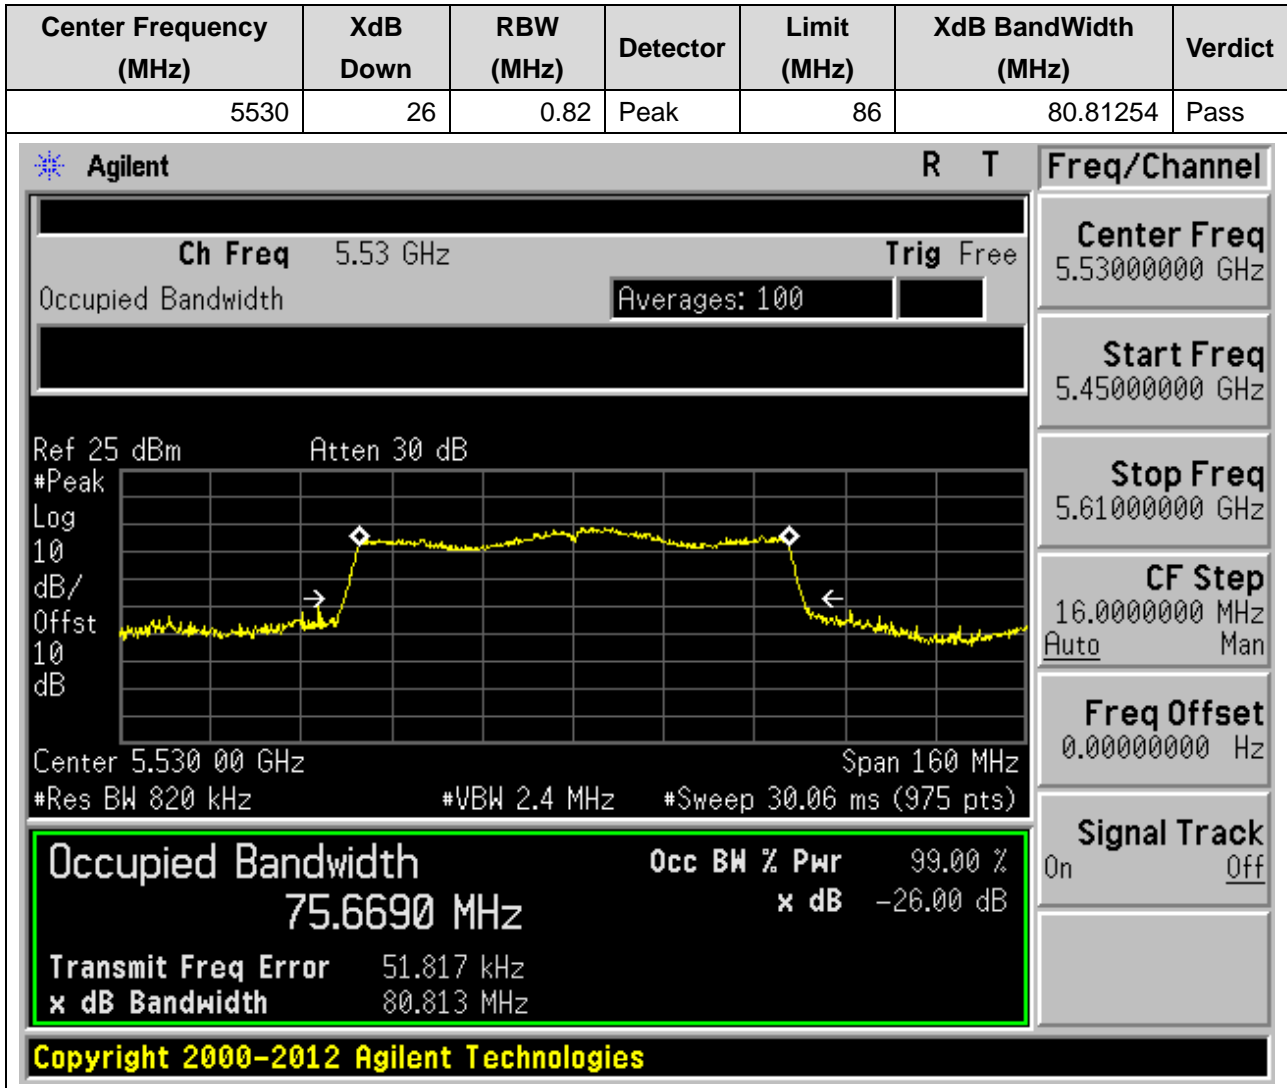 Center Frequency (MHz) XdB Down RBW (MHz) Detector Limit (MHz) XdB BandWidth (MHz) Verdict
5530 26 0.82 Peak 86 80.81254 Pass
Agilent R T
Ch Freq 5.53 GHz Trig Free
Occupied Bandwidth Averages: 100
Ref 25 dBm Atten 30 dB
#Peak
Log
10
dB/
Offst
10
dB
Center 5.530 00 GHz Span 160 MHz
#Res BW 820 kHz #VBW 2.4 MHz #Sweep 30.06 ms (975 pts)
Occupied Bandwidth
75.6690 MHz
Occ BW % Pwr 99.00 %
x dB -26.00 dB
Transmit Freq Error 51.817 kHz
x dB Bandwidth 80.813 MHz
Freq/Channel
Center Freq
5.53000000 GHz
Start Freq
5.45000000 GHz
Stop Freq
5.61000000 GHz
CF Step
16.0000000 MHz
Auto Man
Freq Offset
0.00000000 Hz
Signal Track
On Off
Copyright 2000-2012 Agilent Technologies